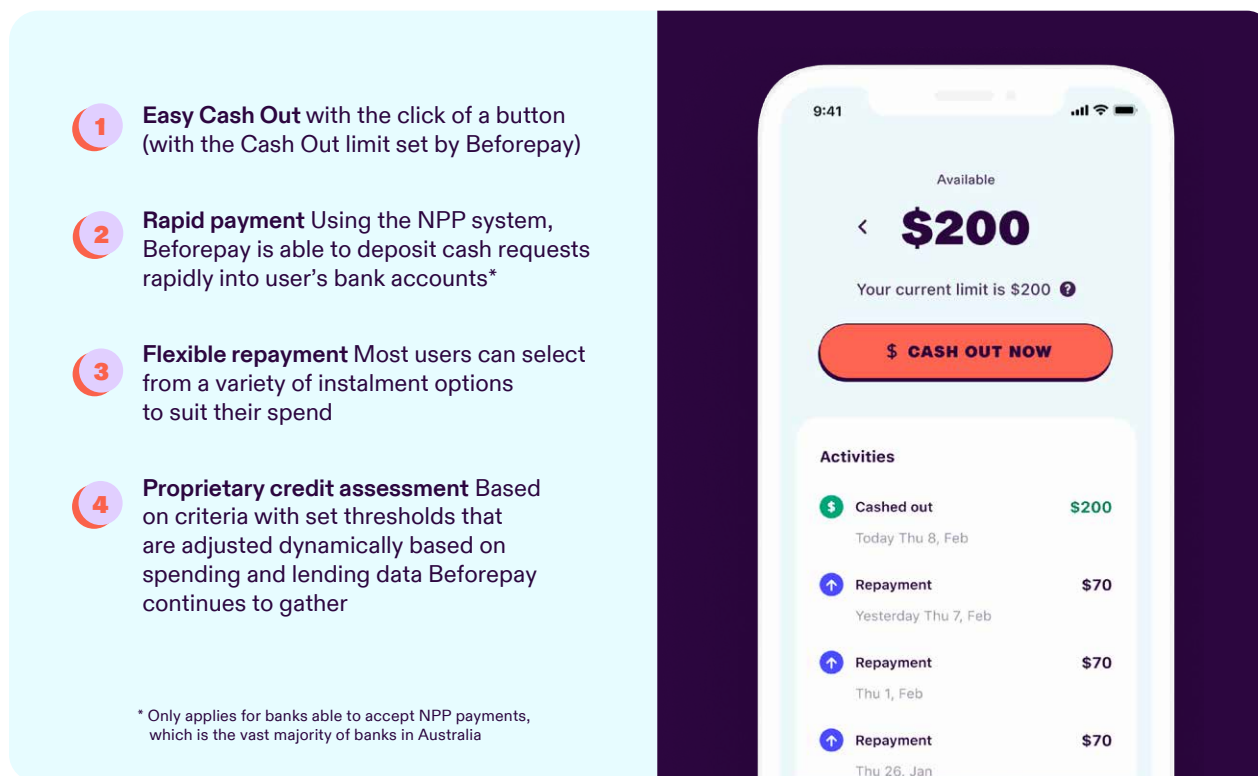 1
Easy Cash Out with the click of a button
(with the Cash Out limit set by Beforepay)
2
Rapid payment Using the NPP system,
Beforepay is able to deposit cash requests
rapidly into user’s bank accounts*
3
Flexible repayment Most users can select
from a variety of instalment options
to suit their spend
4
Proprietary credit assessment Based
on criteria with set thresholds that
are adjusted dynamically based on
spending and lending data Beforepay
continues to gather
* Only applies for banks able to accept NPP payments,
which is the vast majority of banks in Australia
9:41
Available
$200
Your current limit is $200 ?
$ CASH OUT NOW
Activities
$ Cashed out $200
Today Thu 8, Feb
Repayment $70
Yesterday Thu 7, Feb
Repayment $70
Thu 1, Feb
Repayment $70
Thu 26, Jan